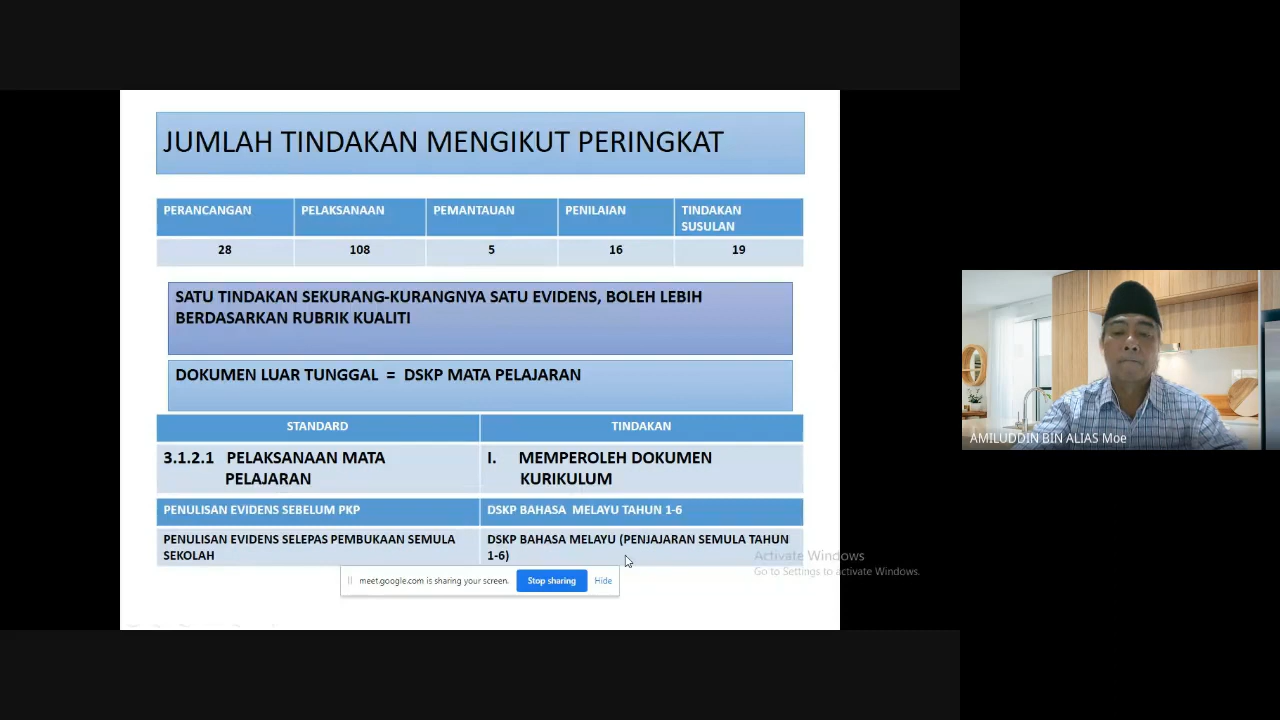 JUMLAH TINDAKAN MENGIKUT PERINGKAT
PERANCANGAN PELAKSANAAN PEMANTAUAN PENILAIAN TINDAKAN
SUSULAN
28 108 5 16 19
SATU TINDAKAN SEKURANG-KURANGNYA SATU EVIDENS, BOLEH LEBIH
BERDASARKAN RUBRIK KUALITI
DOKUMEN LUAR TUNGGAL = DSKP MATA PELAJARAN
STANDARD TINDAKAN
3.1.2.1 PELAKSANAAN MATA
PELAJARAN
I. MEMPEROLEH DOKUMEN
KURIKULUM
PENULISAN EVIDENS SEBELUM PKP
DSKP BAHASA MELAYU TAHUN 1-6
PENULISAN EVIDENS SELEPAS PEMBUKAAN SEMULA
SEKOLAH
DSKP BAHASA MELAYU (PENJAJARAN SEMULA TAHUN
1-6)
Activate Windows
Go to Settings to activate Windows.
meet.google.com is sharing your screen.
Stop sharing
Hide
AMILUDDIN BIN ALIAS Moe